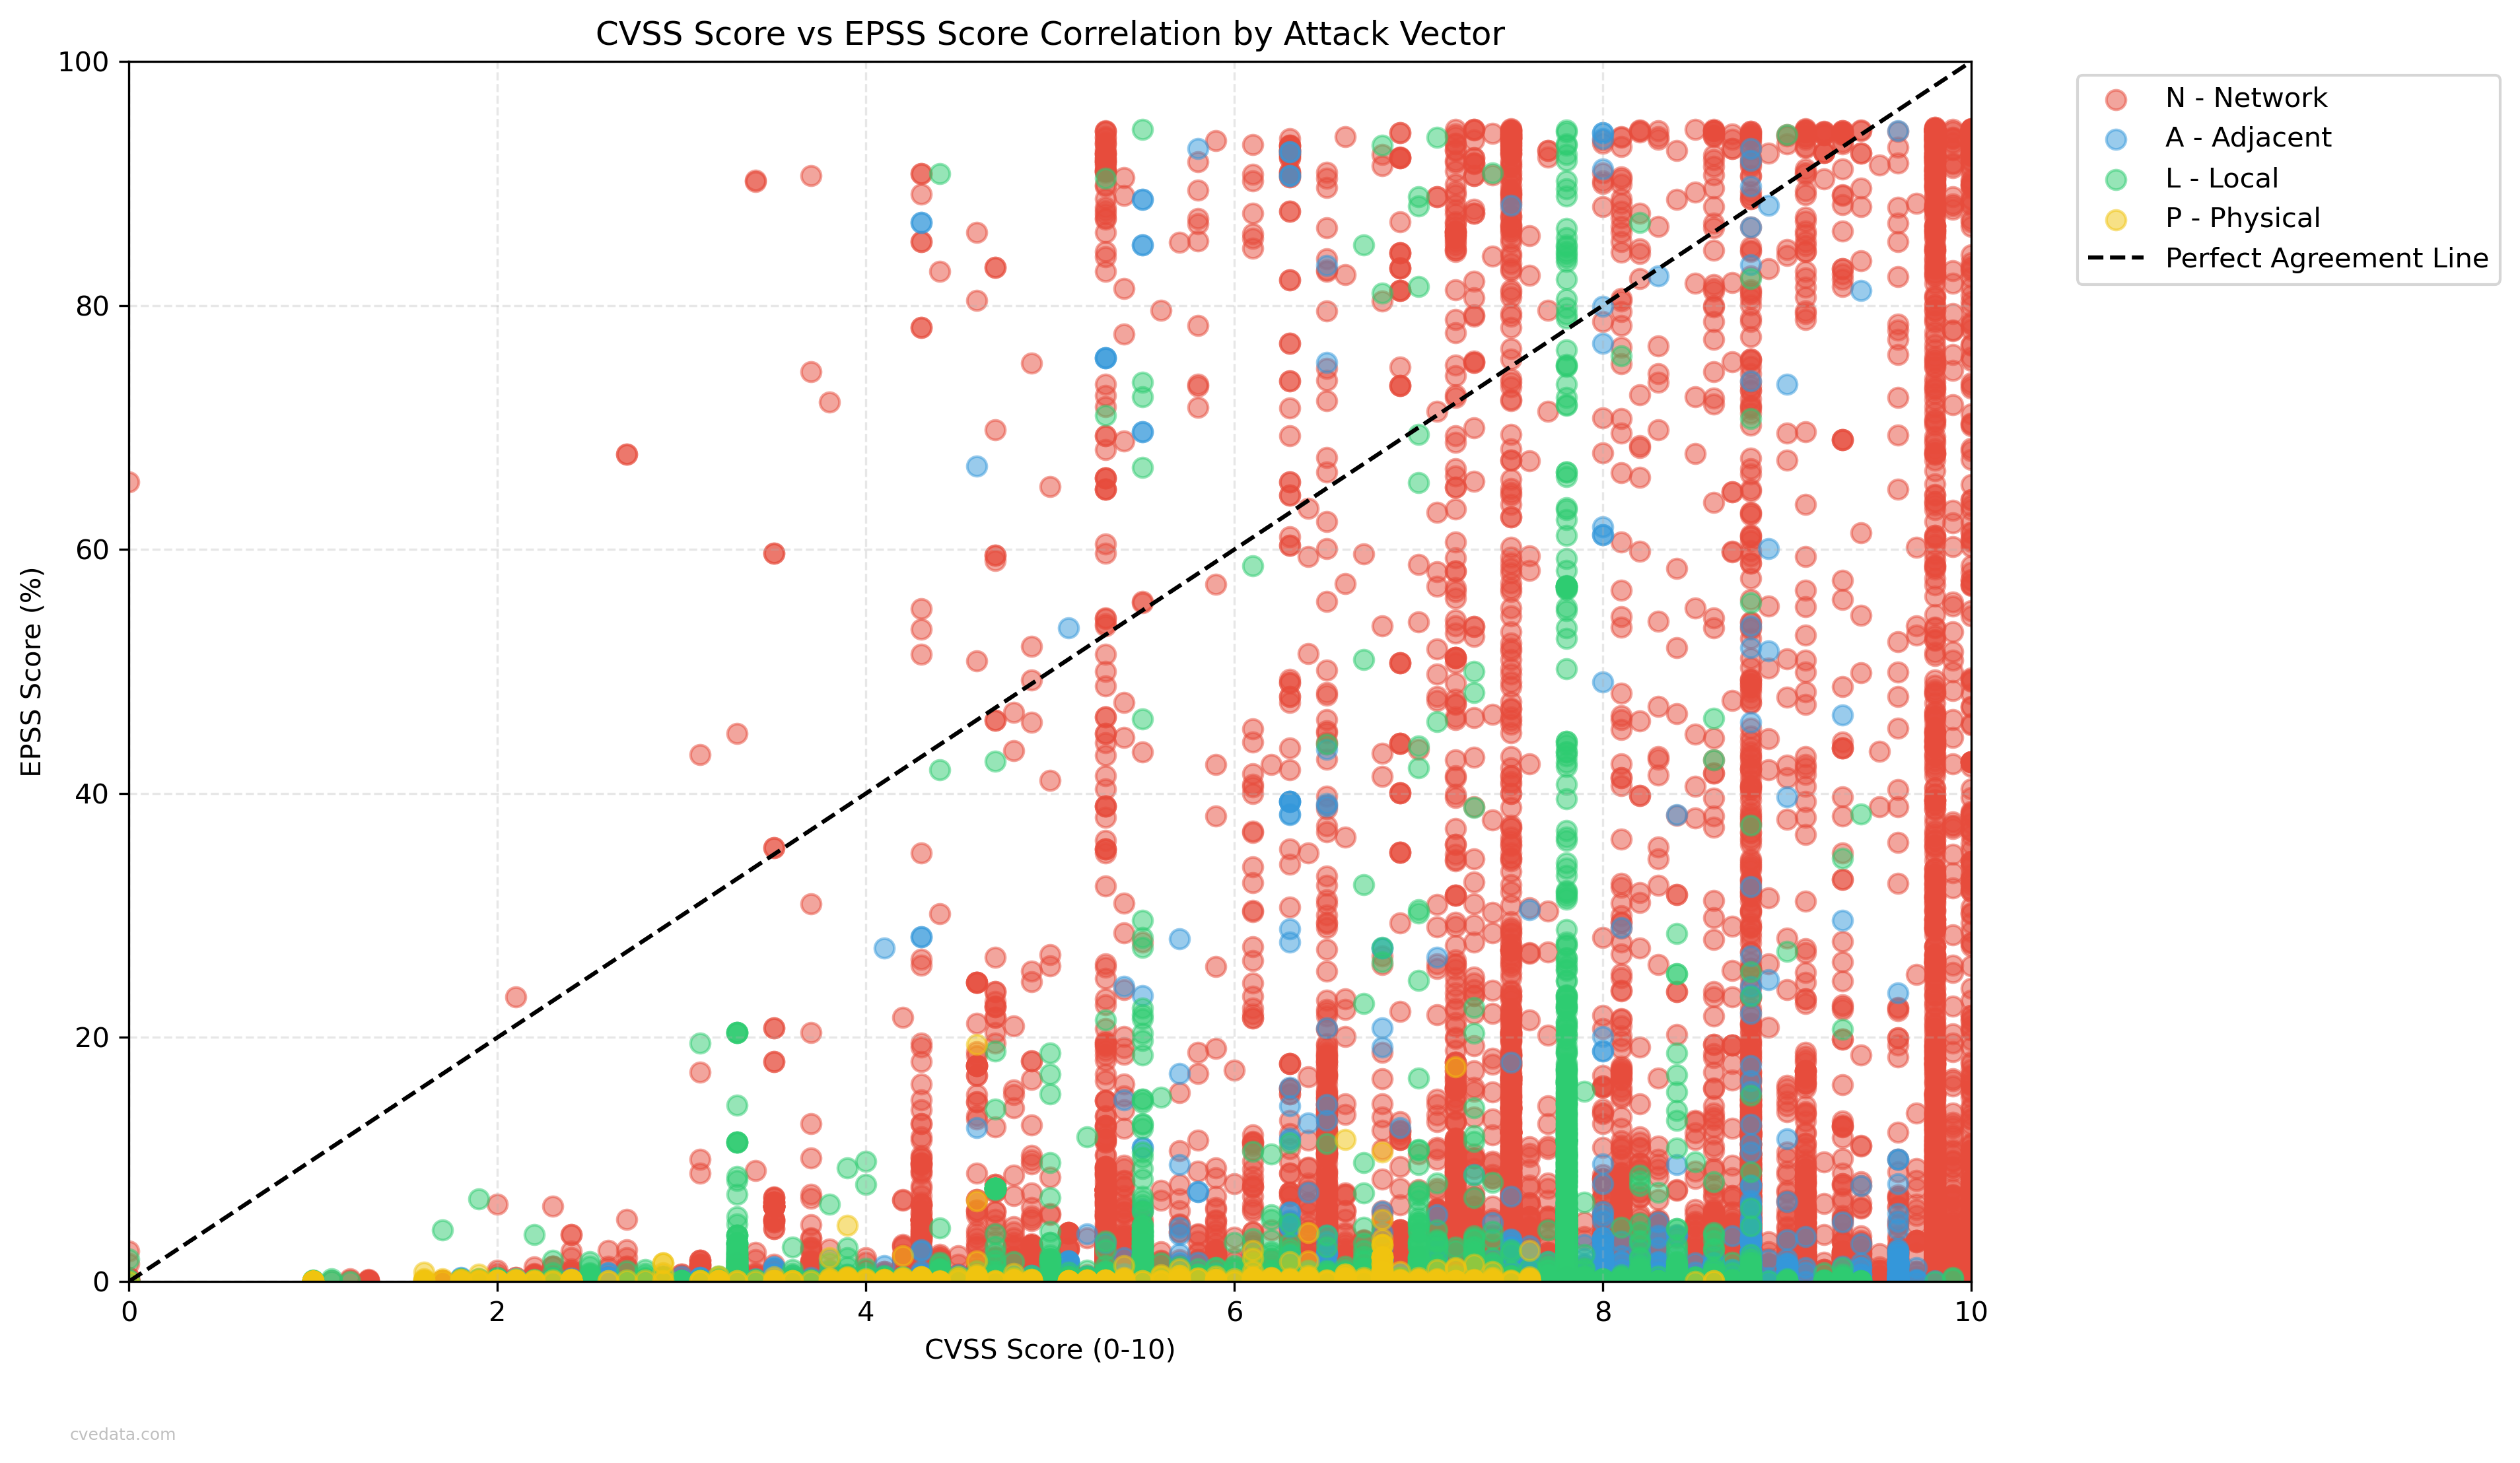 CVSS Score vs EPSS Score Correlation by Attack Vector
100
80
60
40
20
0
EPSS Score (%)
0 2 4 6 8 10
CVSS Score (0-10)
N - Network
A - Adjacent
L - Local
P - Physical
Perfect Agreement Line
cvedata.com